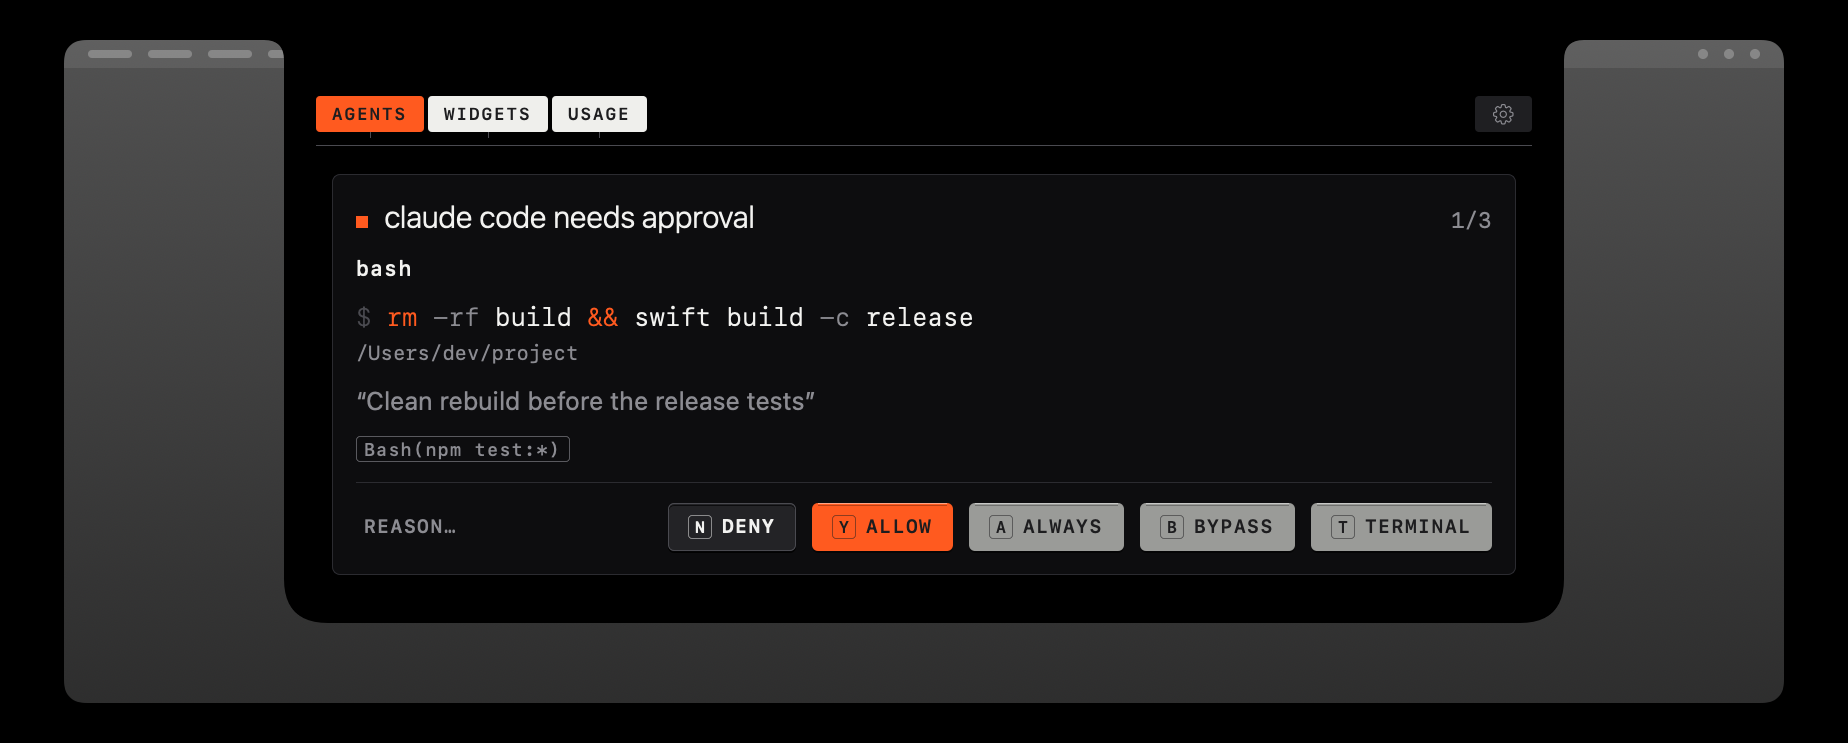 AGENTS WIDGETS USAGE
claude code needs approval 1/3
bash
$ rm -rf build && swift build -c release
/Users/dev/project
“Clean rebuild before the release tests”
Bash(npm test:*)
REASON… N DENY Y ALLOW A ALWAYS B BYPASS T TERMINAL